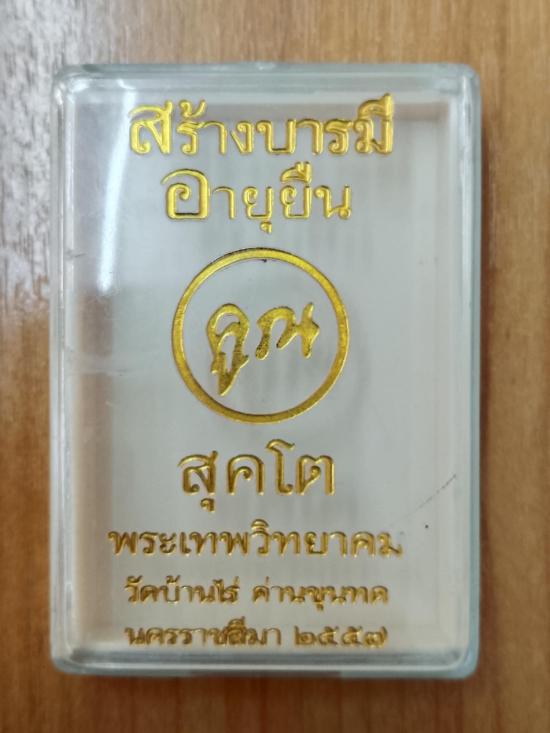 สร้างบารมี
อายุยืน
คูณ
สุคโต
พระเทพวิทยาคม
วัดบ้านไร่ ด่านขุนทด
นครราชสีมา ๒๕๕๗